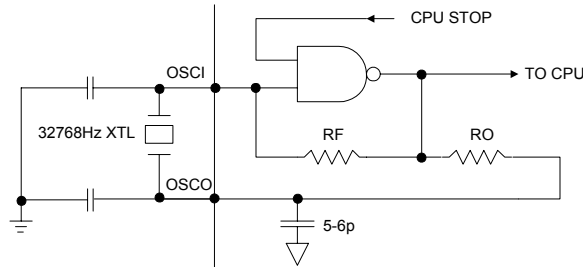 CPU STOP
OSCI
TO CPU
32768Hz XTL
RF
RO
OSCO
5-6p